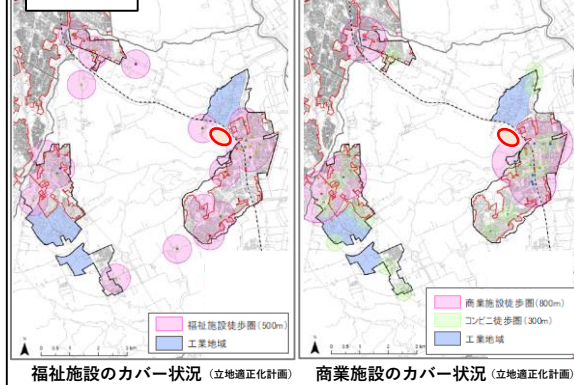 福祉施設徒歩圏(500m)
工業地域
商業施設徒歩圏(800m)
コンビニ徒歩圏(300m)
工業地域
福祉施設のカバー状況（立地適正化計画）
商業施設のカバー状況（立地適正化計画）